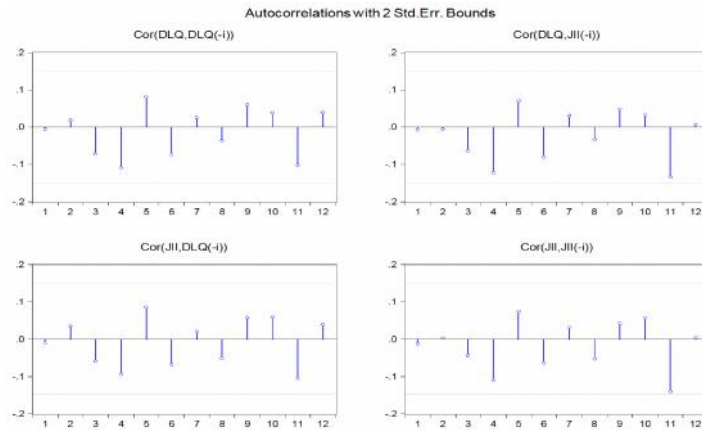 Autocorrelations with 2 Std.Err. Bounds
Cor(DLQ,DLQ(-i))
.2
.1
.0
-.1
-.2
1 2 3 4 5 6 7 8 9 10 11 12
Cor(DLQ,JII(-i))
.2
.1
.0
-.1
-.2
1 2 3 4 5 6 7 8 9 10 11 12
Cor(JII,DLQ(-i))
.2
.1
.0
-.1
-.2
1 2 3 4 5 6 7 8 9 10 11 12
Cor(JII,JII(-i))
.2
.1
.0
-.1
-.2
1 2 3 4 5 6 7 8 9 10 11 12